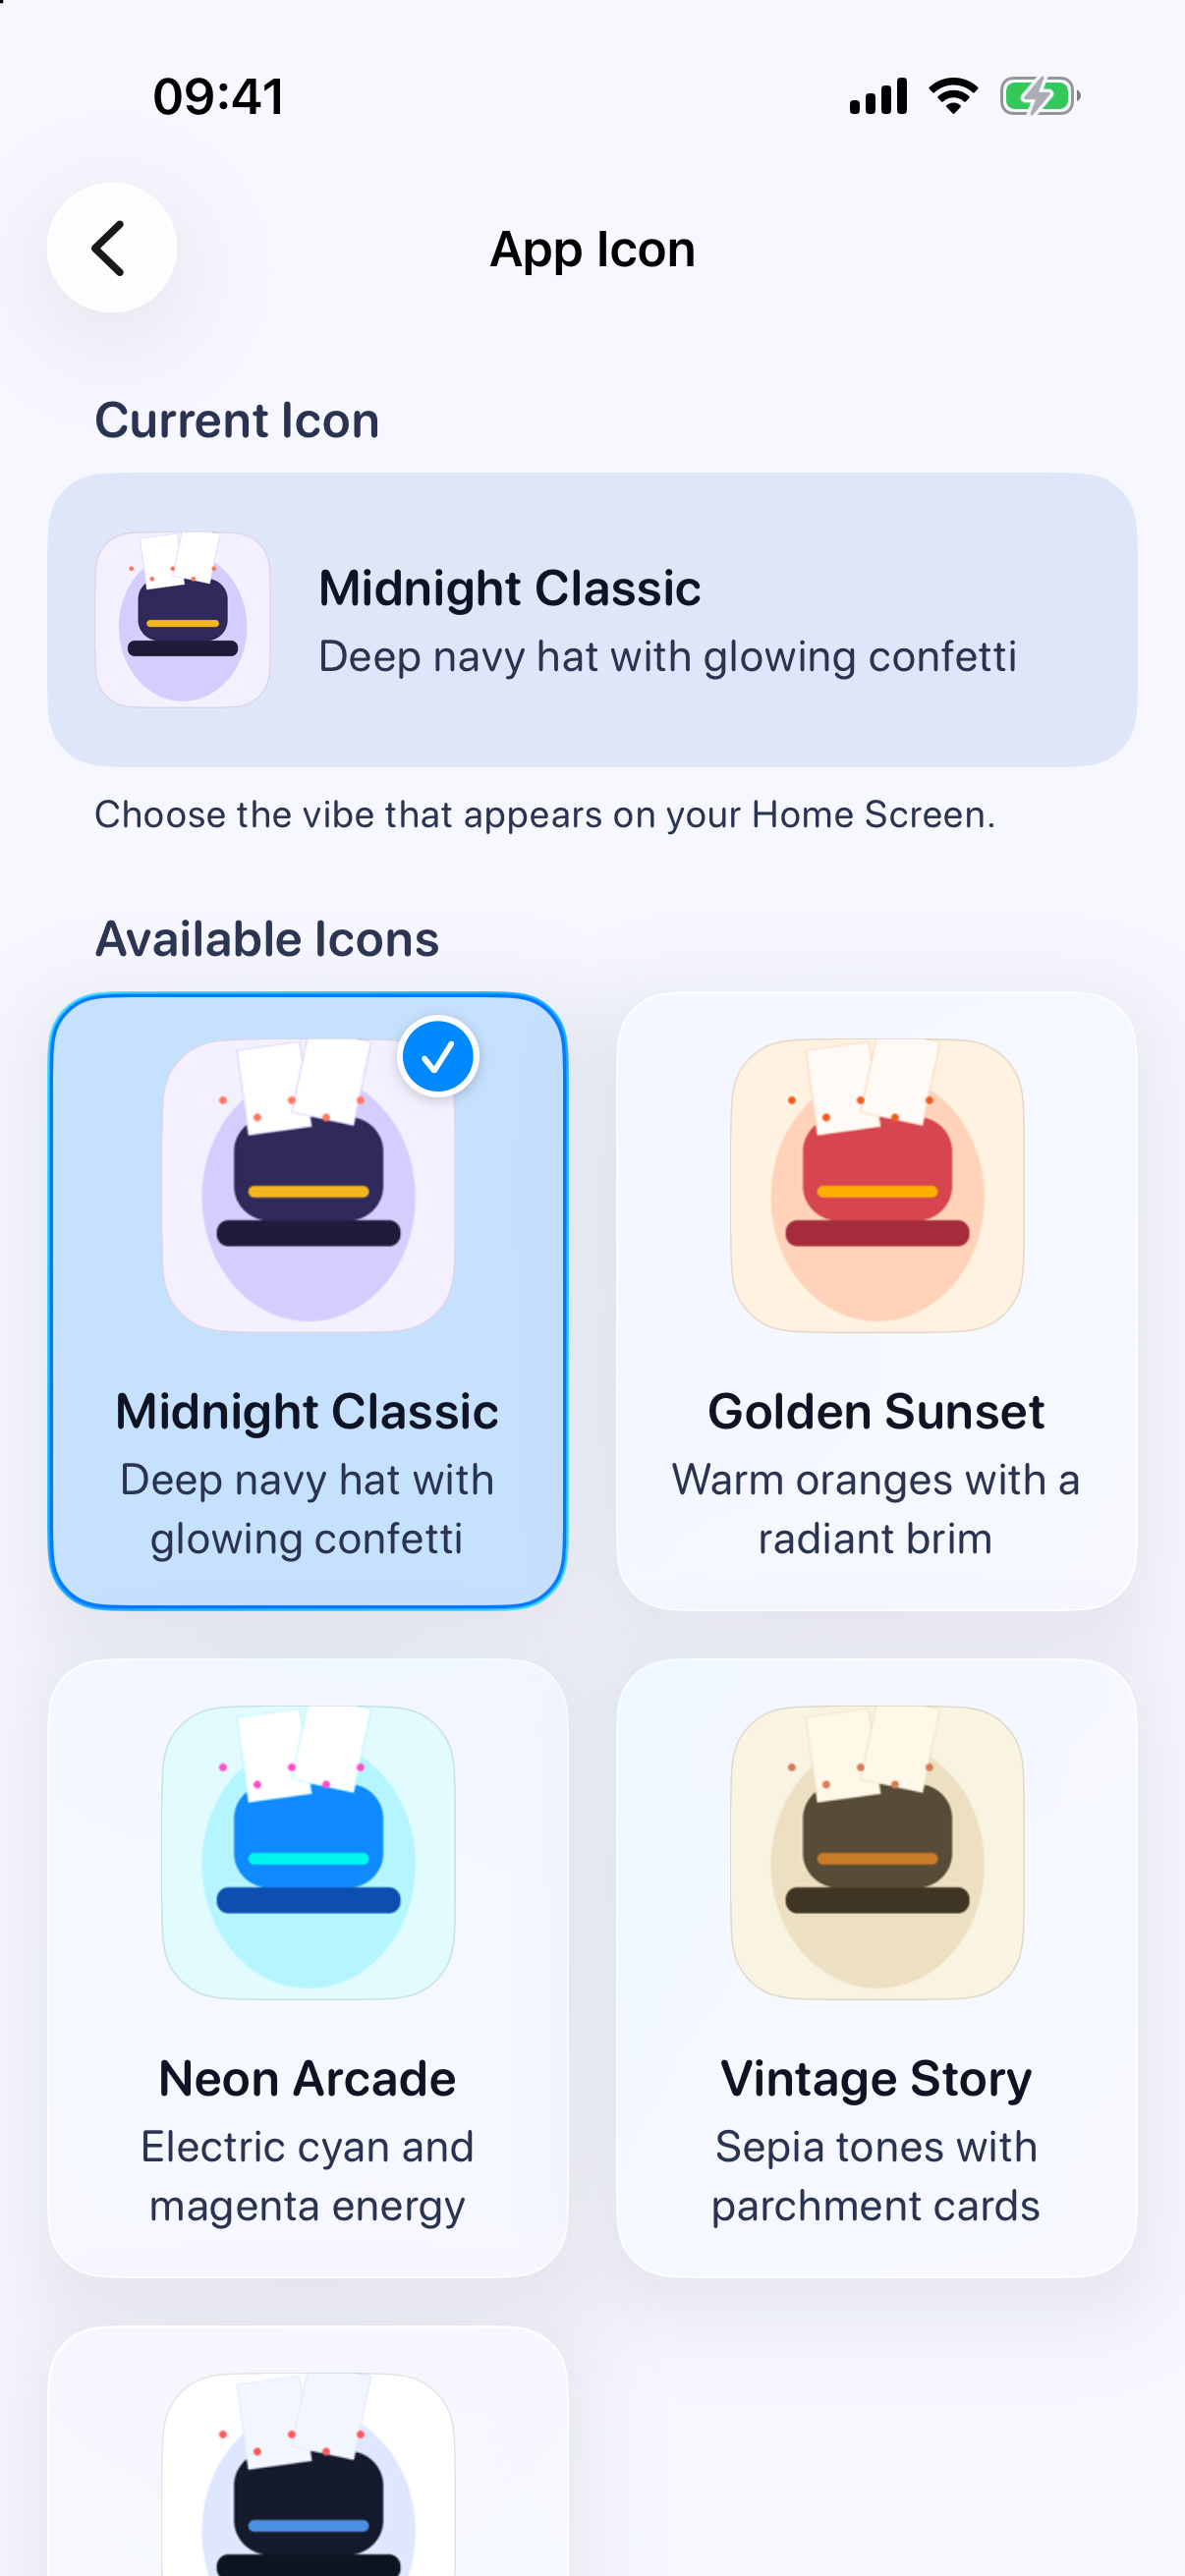 09:41
App Icon
Current Icon
Midnight Classic
Deep navy hat with glowing confetti
Choose the vibe that appears on your Home Screen.
Available Icons
Midnight Classic
Deep navy hat with
glowing confetti
Golden Sunset
Warm oranges with a
radiant brim
Neon Arcade
Electric cyan and
magenta energy
Vintage Story
Sepia tones with
parchment cards